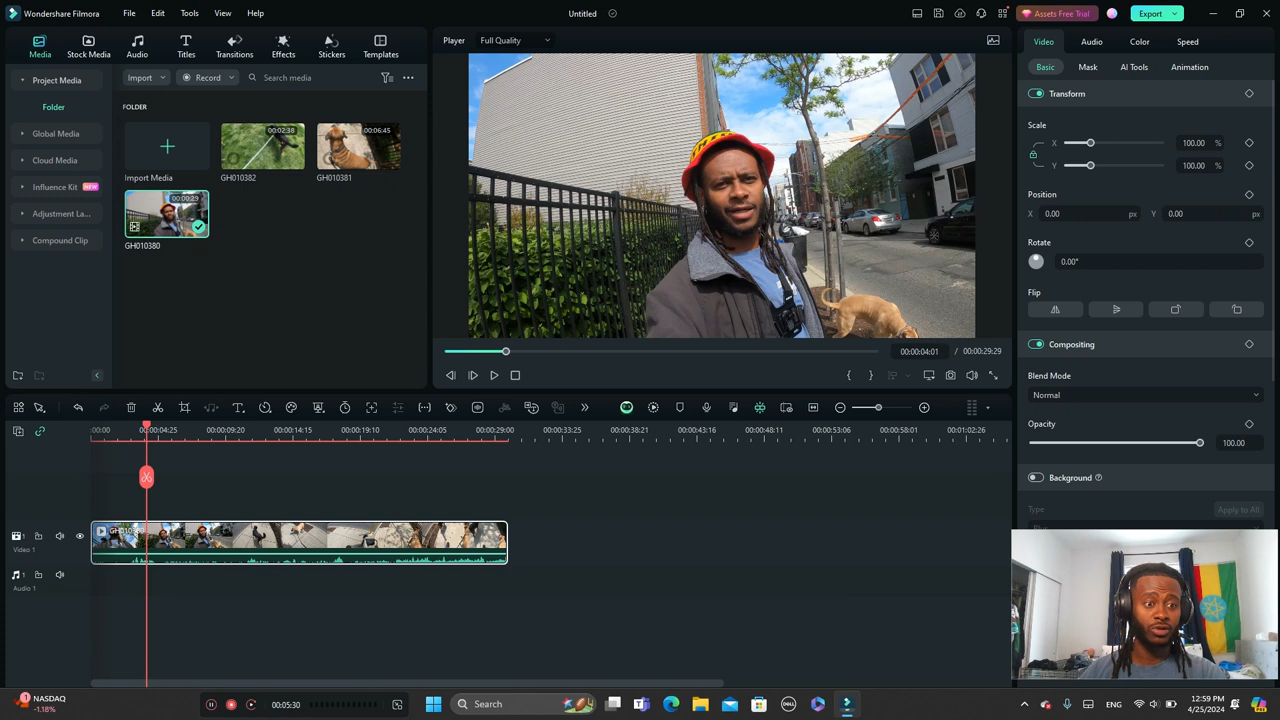 Wondershare Filmora File Edit Tools View Help Untitled Assets Free Trial Export
Media Stock Media Audio Titles Transitions Effects Stickers Templates
Player Full Quality
Video Audio Color Speed
Basic Mask AI Tools Animation
Project Media
Folder
Global Media
Cloud Media
Influence Kit NEW
Adjustment La...
Compound Clip
Import Record Search media
FOLDER
00:02:38 00:06:45
Import Media GH010382 GH010381
00:00:29
GH010380
00:00:04:01 / 00:00:29:29
Transform
Scale
X 100.00 %
Y 100.00 %
Position
X 0.00 px Y 0.00 px
Rotate
0.00°
Flip
Compositing
Blend Mode
Normal
Opacity
100.00
Background
Type Apply to All
:00:00 00:00:04:25 00:00:09:20 00:00:14:15 00:00:19:10 00:00:24:05 00:00:29:00 00:00:33:25 00:00:38:21 00:00:43:16 00:00:48:11 00:00:53:06 00:00:58:01 00:01:02:26
1
Video 1
1
Audio 1
1
NASDAQ
-1.18%
00:05:30
Search
DELL
12:59 PM
4/25/2024